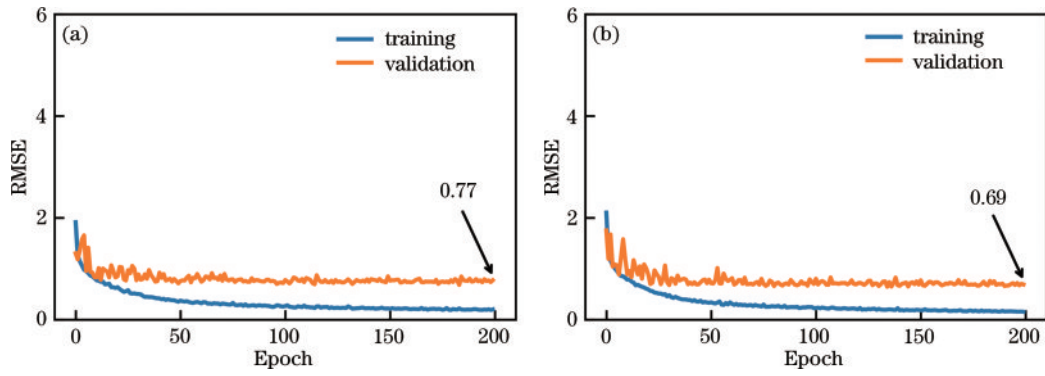 (a)
training
validation
RMSE
6
4
2
0
0.77
0 50 100 150 200
Epoch
(b)
training
validation
RMSE
6
4
2
0
0.69
0 50 100 150 200
Epoch